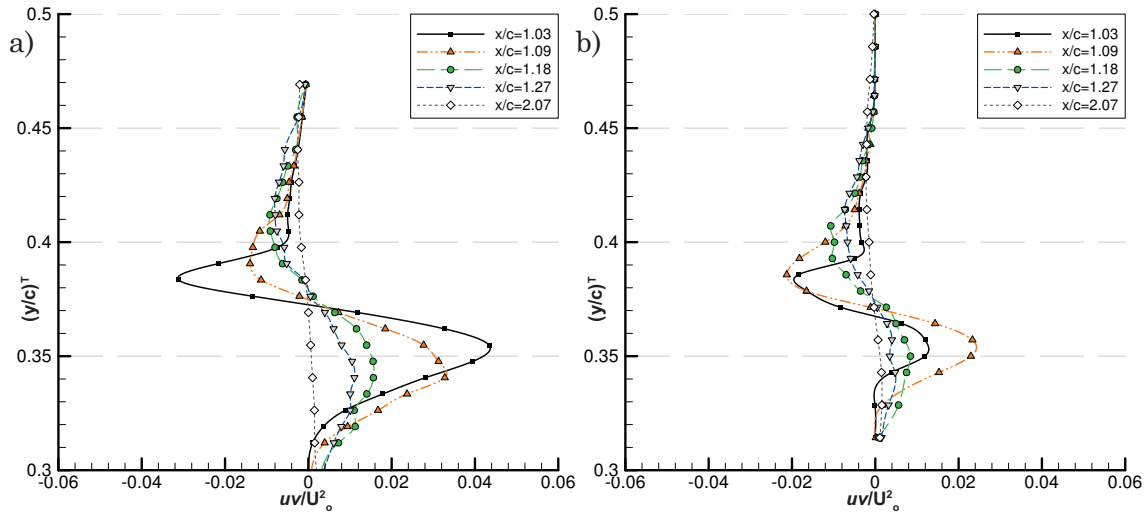 a)
0.5
0.45
0.4
0.35
0.3
(y/c)ᵀ
x/c=1.03
x/c=1.09
x/c=1.18
x/c=1.27
x/c=2.07
-0.06 -0.04 -0.02 0 0.02 0.04 0.06
uv/U²ₒ
b)
0.5
0.45
0.4
0.35
0.3
(y/c)ᵀ
x/c=1.03
x/c=1.09
x/c=1.18
x/c=1.27
x/c=2.07
-0.06 -0.04 -0.02 0 0.02 0.04 0.06
uv/U²ₒ